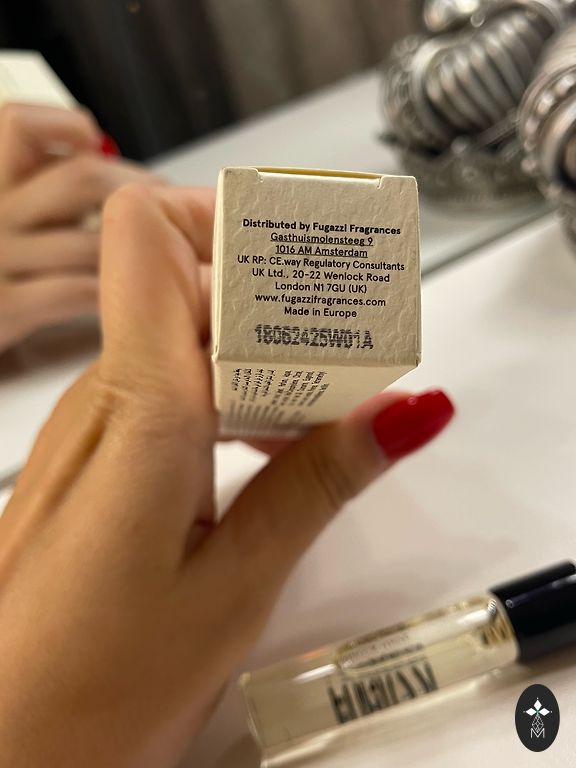 Distributed by Fugazzi Fragrances
Gasthuismolensteeg 9
1016 AM Amsterdam
UK RP: CE.way Regulatory Consultants
UK Ltd., 20-22 Wenlock Road
London N1 7GU (UK)
www.fugazzifragrances.com
Made in Europe
18062425W01A
M